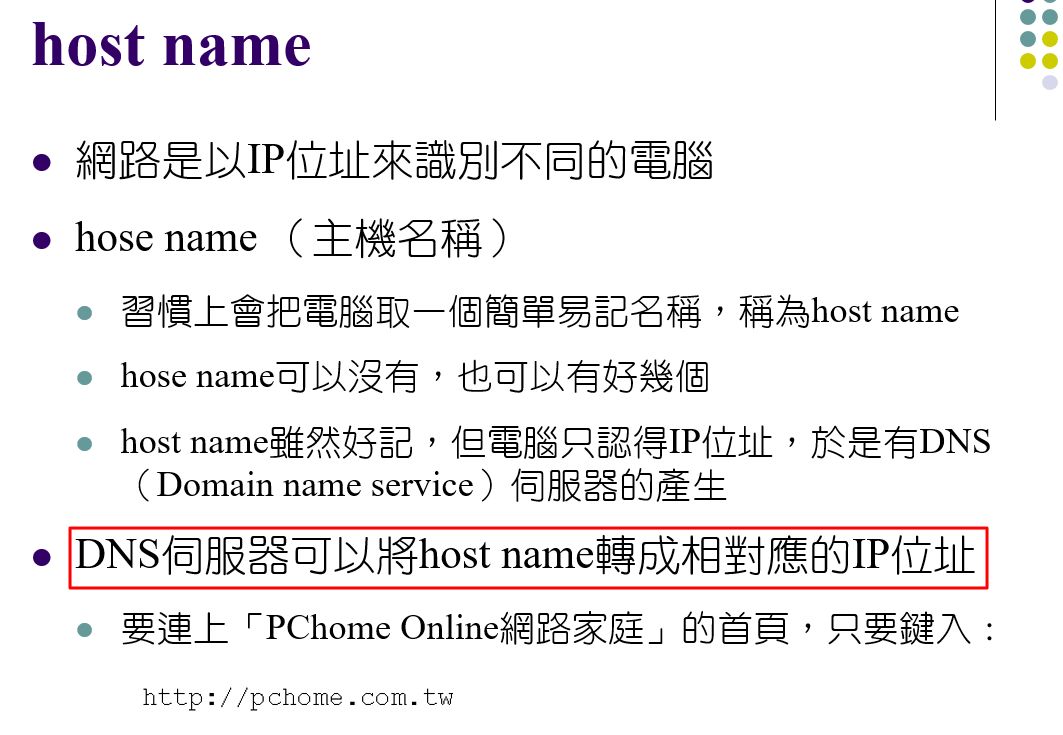 host name
網路是以IP位址來識別不同的電腦
hose name （主機名稱）
習慣上會把電腦取一個簡單易記名稱，稱為host name
hose name可以沒有，也可以有好幾個
host name雖然好記，但電腦只認得IP位址，於是有DNS
（Domain name service）伺服器的產生
DNS伺服器可以將host name轉成相對應的IP位址
要連上「PChome Online網路家庭」的首頁，只要鍵入：
http://pchome.com.tw